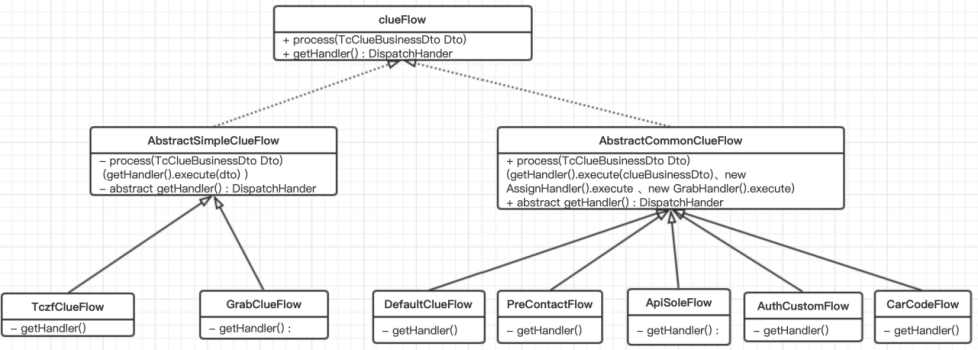 clueFlow
+ process(TcClueBusinessDto Dto)
+ getHandler() : DispatchHander
AbstractSimpleClueFlow
- process(TcClueBusinessDto Dto)
(getHandler().execute(dto) )
- abstract getHandler() : DispatchHander
AbstractCommonClueFlow
+ process(TcClueBusinessDto Dto)
(getHandler().execute(clueBusinessDto)、new
AssignHandler().execute 、new GrabHandler().execute)
+ abstract getHandler() : DispatchHander
TczfClueFlow
- getHandler()
GrabClueFlow
- getHandler() :
DefaultClueFlow
- getHandler()
PreContactFlow
- getHandler()
ApiSoleFlow
- getHandler() :
AuthCustomFlow
- getHandler()
CarCodeFlow
- getHandler()